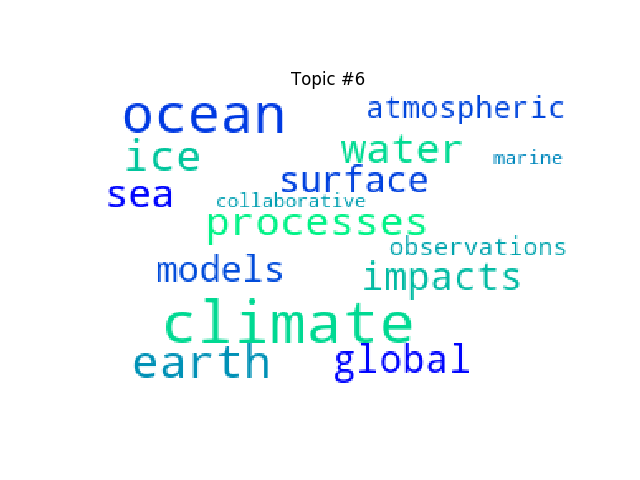 Topic #6
ocean
atmospheric
ice
water
marine
sea
surface
collaborative
processes
observations
models
impacts
climate
earth
global